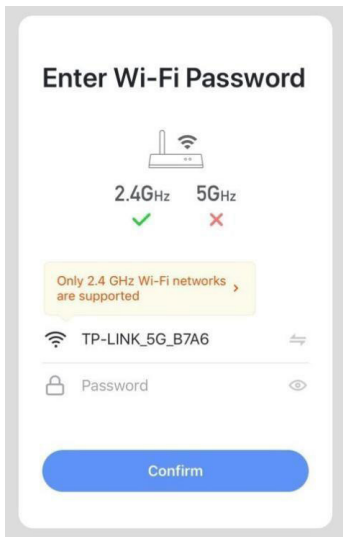 Enter Wi-Fi Password
2.4GHz 5GHz
Only 2.4 GHz Wi-Fi networks
are supported
TP-LINK_5G_B7A6
Password
Confirm